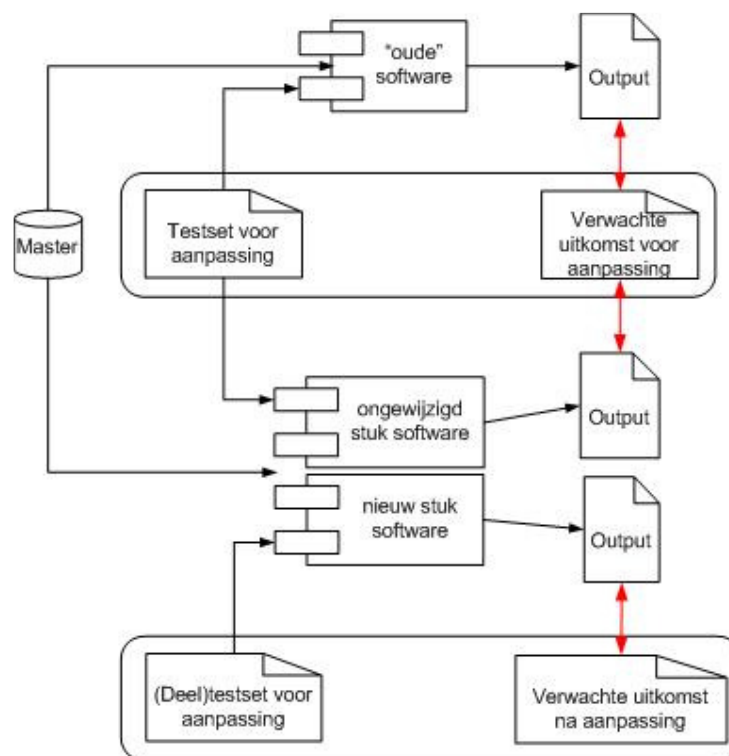 "oude"
software
Output
Master
Testset voor
aanpassing
Verwachte
uitkomst voor
aanpassing
ongewijzigd
stuk software
Output
nieuw stuk
software
Output
(Deel)testset voor
aanpassing
Verwachte uitkomst
na aanpassing